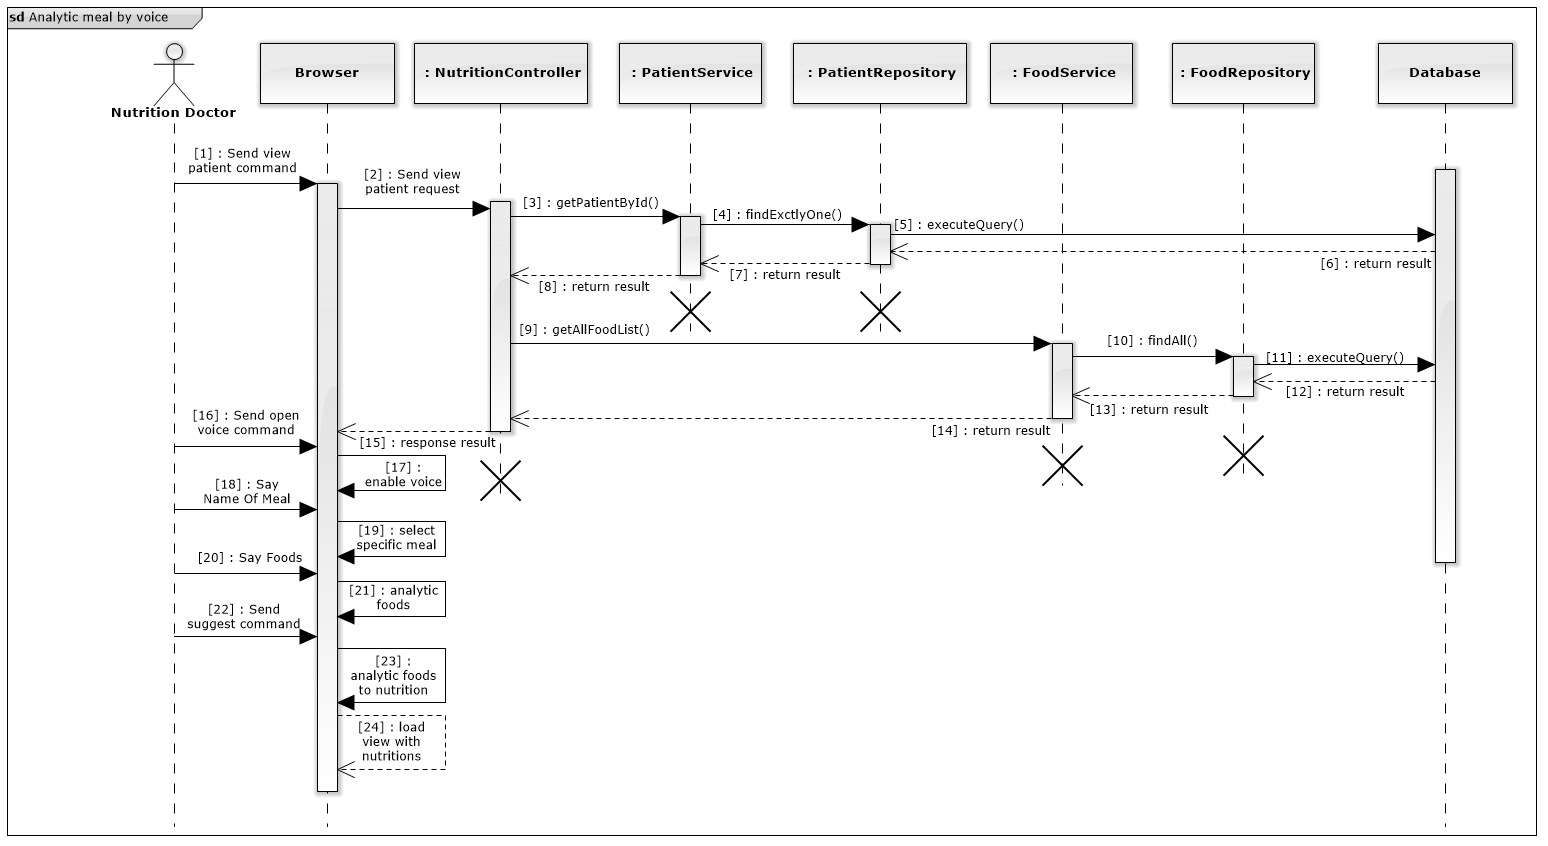 sd Analytic meal by voice
Nutrition Doctor
Browser
: NutritionController
: PatientService
: PatientRepository
: FoodService
: FoodRepository
Database
[1] : Send view
patient command
[2] : Send view
patient request
[3] : getPatientById()
[4] : findExctlyOne()
[5] : executeQuery()
[6] : return result
[7] : return result
[8] : return result
[9] : getAllFoodList()
[10] : findAll()
[11] : executeQuery()
[12] : return result
[13] : return result
[14] : return result
[15] : response result
[16] : Send open
voice command
[17] :
enable voice
[18] : Say
Name Of Meal
[19] : select
specific meal
[20] : Say Foods
[21] : analytic
foods
[22] : Send
suggest command
[23] :
analytic foods
to nutrition
[24] : load
view with
nutritions